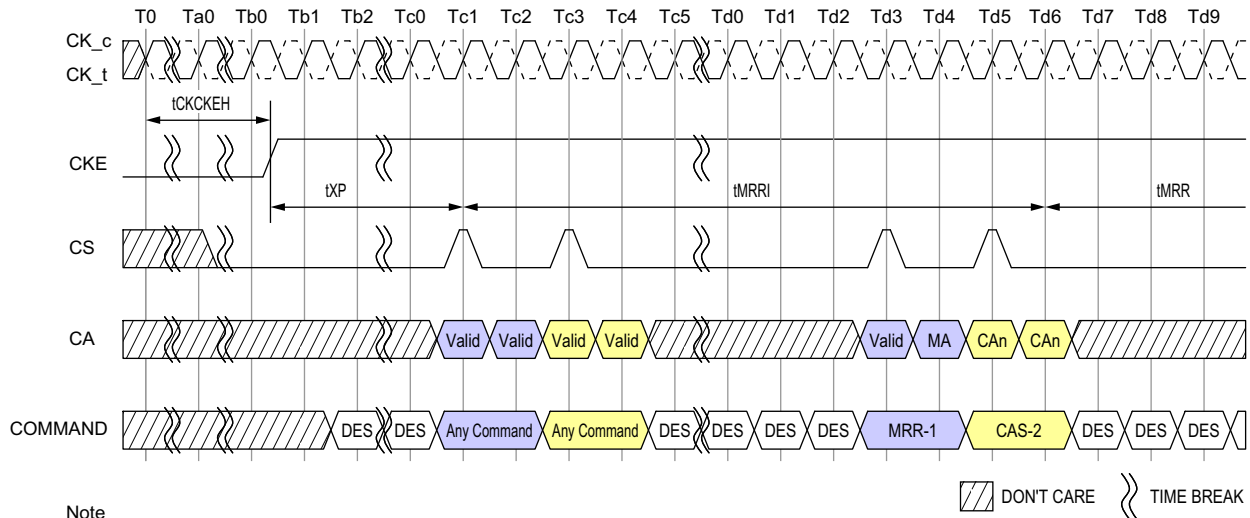 T0 Ta0 Tb0 Tb1 Tb2 Tc0 Tc1 Tc2 Tc3 Tc4 Tc5 Td0 Td1 Td2 Td3 Td4 Td5 Td6 Td7 Td8 Td9
CK_c
CK_t
tCKCKEH
CKE
tXP tMRRI tMRR
CS
CA Valid Valid Valid Valid Valid MA CAn CAn
COMMAND DES DES Any Command Any Command DES DES DES DES MRR-1 CAS-2 DES DES DES
DON'T CARE TIME BREAK
Note